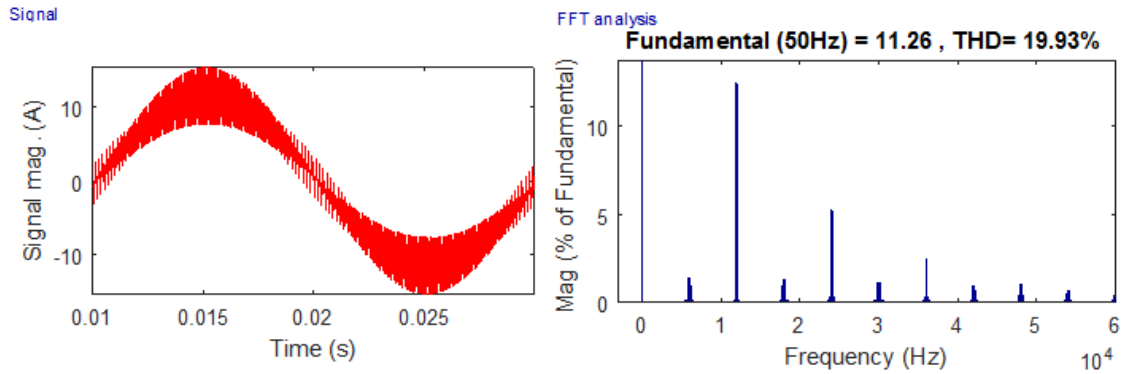 Signal
10
0
-10
Signal mag. (A)
0.01
0.015
0.02
0.025
Time (s)
FFT analysis
Fundamental (50Hz) = 11.26 , THD= 19.93%
10
5
0
Mag (% of Fundamental)
0
1
2
3
4
5
6
Frequency (Hz)
10^4